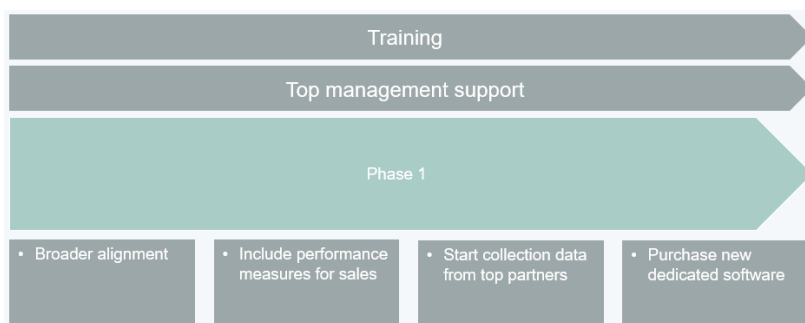 Training
Top management support
Phase 1
• Broader alignment
• Include performance
measures for sales
• Start collection data
from top partners
• Purchase new
dedicated software